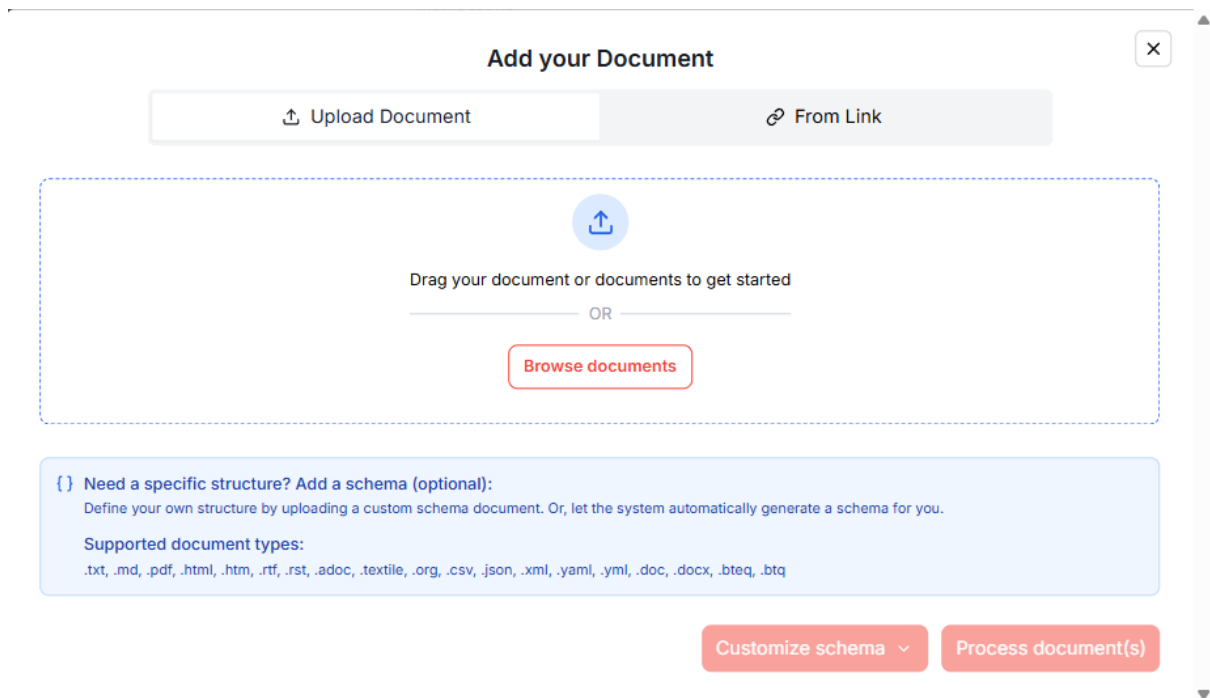 Add your Document
Upload Document
From Link
Drag your document or documents to get started
OR
Browse documents
{ } Need a specific structure? Add a schema (optional):
Define your own structure by uploading a custom schema document. Or, let the system automatically generate a schema for you.
Supported document types:
.txt, .md, .pdf, .html, .htm, .rtf, .rst, .adoc, .textile, .org, .csv, .json, .xml, .yaml, .yml, .doc, .docx, .bteq, .btq
Customize schema
Process document(s)